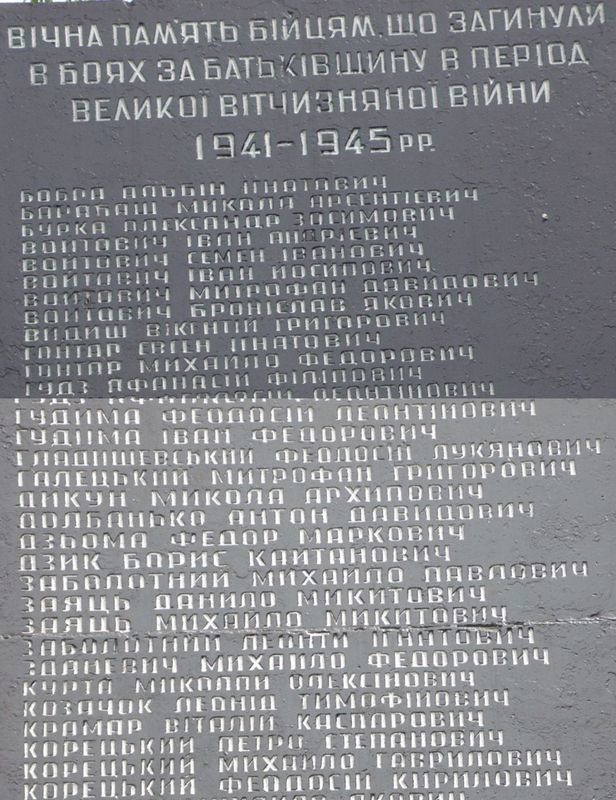 ВІЧНА ПАМ'ЯТЬ БІЙЦЯМ, ЩО ЗАГИНУЛИ
В БОЯХ ЗА БАТЬКІВЩИНУ В ПЕРІОД
ВЕЛИКОЇ ВІТЧИЗНЯНОЇ ВІЙНИ
1941-1945 РР.
БОБРА АЛЬБІН ІГНАТОВИЧ
БАРАБАШ МИКОЛА АРСЕНТІЄВИЧ
БУРКА АЛЕКСАНДР ЗОСИМОВИЧ
ВОЙТОВИЧ ІВАН АНДРІЄВИЧ
ВОЙТОВИЧ СЕМЕН ІВАНОВИЧ
ВОЙТОВИЧ ІВАН ЙОСИПОВИЧ
ВОЙТОВИЧ МИТРОФАН ДАВИДОВИЧ
ВОЙТОВИЧ БРОНІСЛАВ ЯКОВИЧ
ВИДИШ ВІКЕНТІЙ ГРИГОРОВИЧ
ГОНТАР ЄВГЕН ІГНАТОВИЧ
ГОНТАР МИХАЙЛО ФЕДОРОВИЧ
ГУДЗ АФАНАСІЙ ФІЛІПОВИЧ
ЛЕОНТІЙОВИЧ
ГУДИМА ФЕОДОСІЙ ЛЕОНТІЙОВИЧ
ГУДИМА ІВАН ФЕДОРОВИЧ
ГЛАДИШЕВСЬКИЙ ФЕОДОСІЙ ЛУКЯНОВИЧ
ГАЛЕЦЬКИЙ МИТРОФАН ГРИГОРОВИЧ
ДИКУН МИКОЛА АРХИПОВИЧ
ДОЛБАНЬКО АНТОН ДАВИДОВИЧ
ДЗЬОМА ФЕДОР МАРКОВИЧ
ДЗИК БОРИС КАЙТАНОВИЧ
ЗАБОЛОТНИЙ МИХАЙЛО ПАВЛОВИЧ
ЗАЯЦЬ ДАНИЛО МИКИТОВИЧ
ЗАЯЦЬ МИХАЙЛО МИКИТОВИЧ
ЗАБОЛОТНИЙ ЛЕОНТІЙ ІГНАТОВИЧ
ЗДАНЕВИЧ МИХАЙЛО ФЕДОРОВИЧ
КУРТА МИКОЛАЙ ОЛЕКСІЙОВИЧ
КОЗАЧОК ЛЕОНІД ТИМОФІЙОВИЧ
КРАМАР ВІТАЛІЙ КАСПАРОВИЧ
КОРЕЦЬКИЙ ПЕТРО СТЕПАНОВИЧ
КОРЕЦЬКИЙ МИХАЙЛО ГАВРИЛОВИЧ
КОРЕЦЬКИЙ ФЕОДОСІЙ КИРИЛОВИЧ